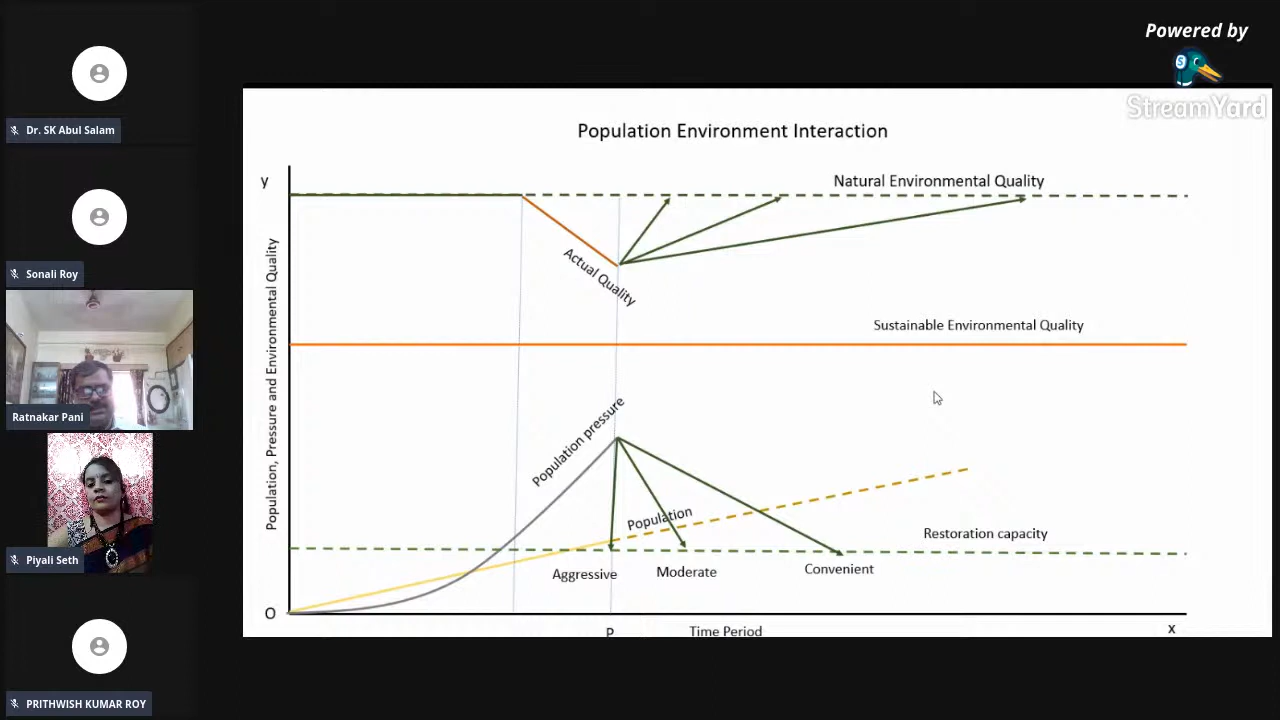 Powered by
S
StreamYard
Dr. SK Abul Salam
Sonali Roy
Ratnakar Pani
Piyali Seth
PRITHWISH KUMAR ROY
Population Environment Interaction
y
Natural Environmental Quality
Actual Quality
Population, Pressure and Environmental Quality
Sustainable Environmental Quality
Population pressure
Population
Restoration capacity
Aggressive
Moderate
Convenient
O
P
Time Period
x